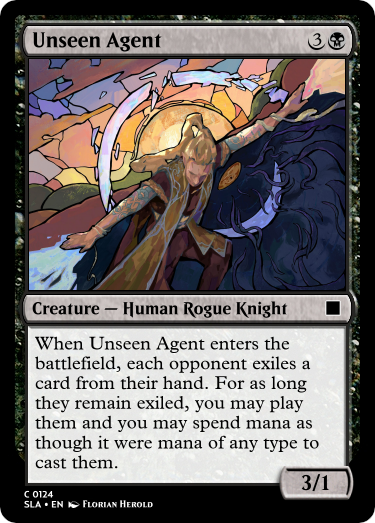 Unseen Agent 3
Creature — Human Rogue Knight
When Unseen Agent enters the
battlefield, each opponent exiles a
card from their hand. For as long
they remain exiled, you may play
them and you may spend mana as
though it were mana of any type to
cast them.
3/1
C 0124
SLA • EN Florian Herold